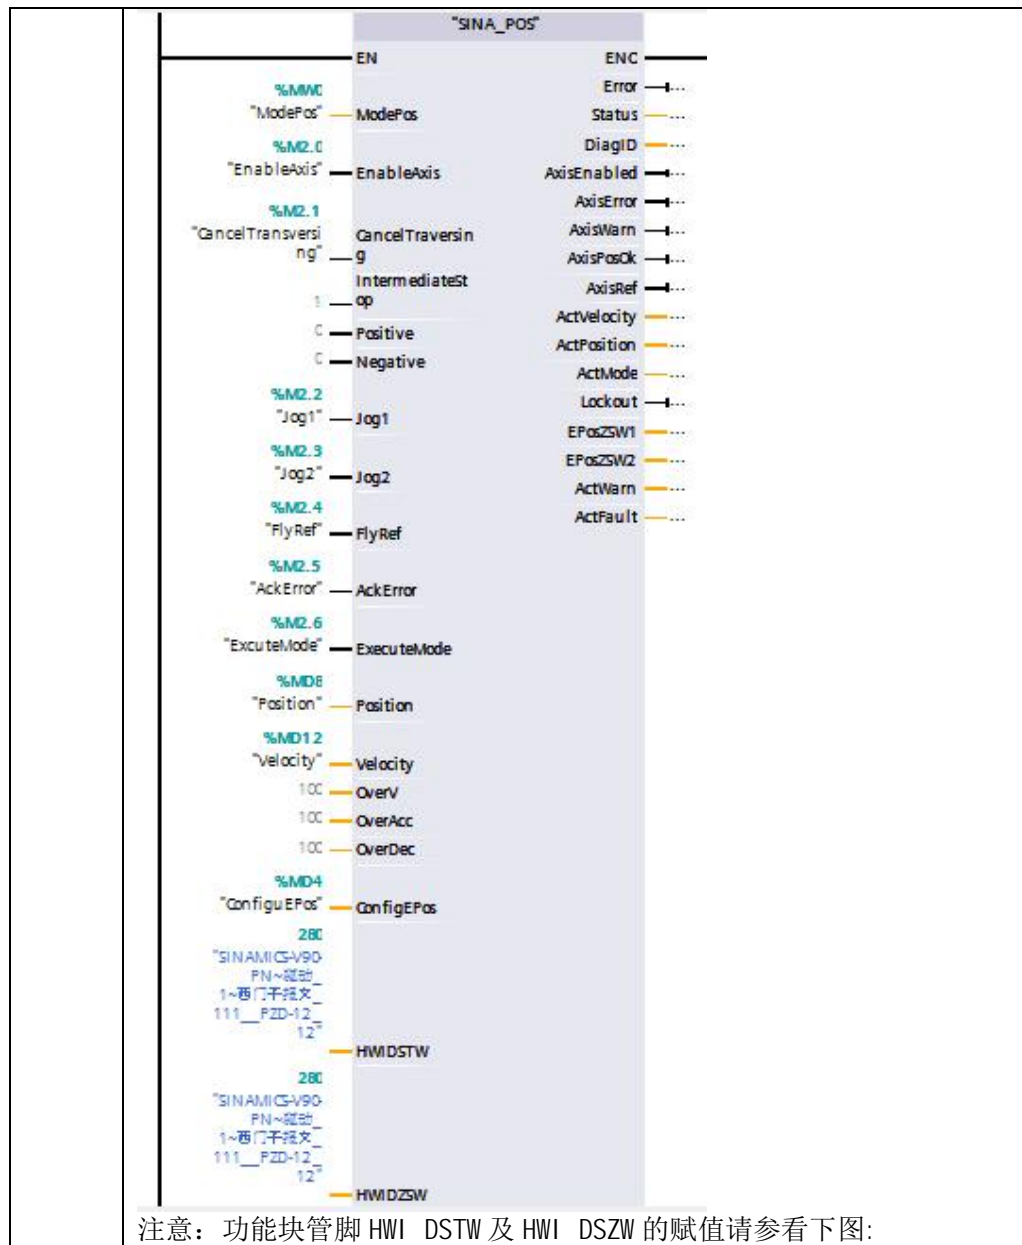 "SINA_POS"
EN
ENO
Error
%MW0
"ModePos"
ModePos
Status
DiagID
%M2.0
"EnableAxis"
EnableAxis
AxisEnabled
AxisError
%M2.1
"CancelTransversi
ng"
CancelTraversin
g
AxisWarn
AxisPosOk
1
IntermediateSt
op
AxisRef
ActVelocity
0
Positive
ActPosition
0
Negative
ActMode
%M2.2
"Jog1"
Jog1
Lockout
EPosZSW1
%M2.3
"Jog2"
Jog2
EPosZSW2
ActWarn
%M2.4
"FlyRef"
FlyRef
ActFault
%M2.5
"AckError"
AckError
%M2.6
"ExcuteMode"
ExecuteMode
%MD8
"Position"
Position
%MD12
"Velocity"
Velocity
100
OverV
100
OverAcc
100
OverDec
%MD4
"ConfiguEPos"
ConfigEPos
280
"SINAMICS-V90-
PN~驱动_
1~西门子报文_
111__PZD-12_
12"
HWIDSTW
280
"SINAMICS-V90-
PN~驱动_
1~西门子报文_
111__PZD-12_
12"
HWIDZSW
注意：功能块管脚 HWI DSTW 及 HWI DSZW 的赋值请参看下图: